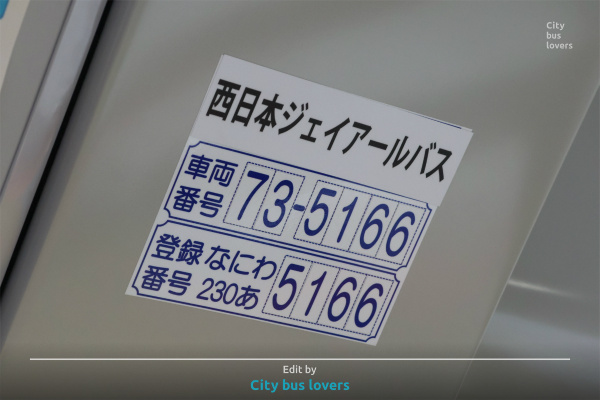 City
bus
lovers
西日本ジェイアールバス
車両
番号
73-5166
登録
番号
なにわ
230あ
5166
Edit by
City bus lovers